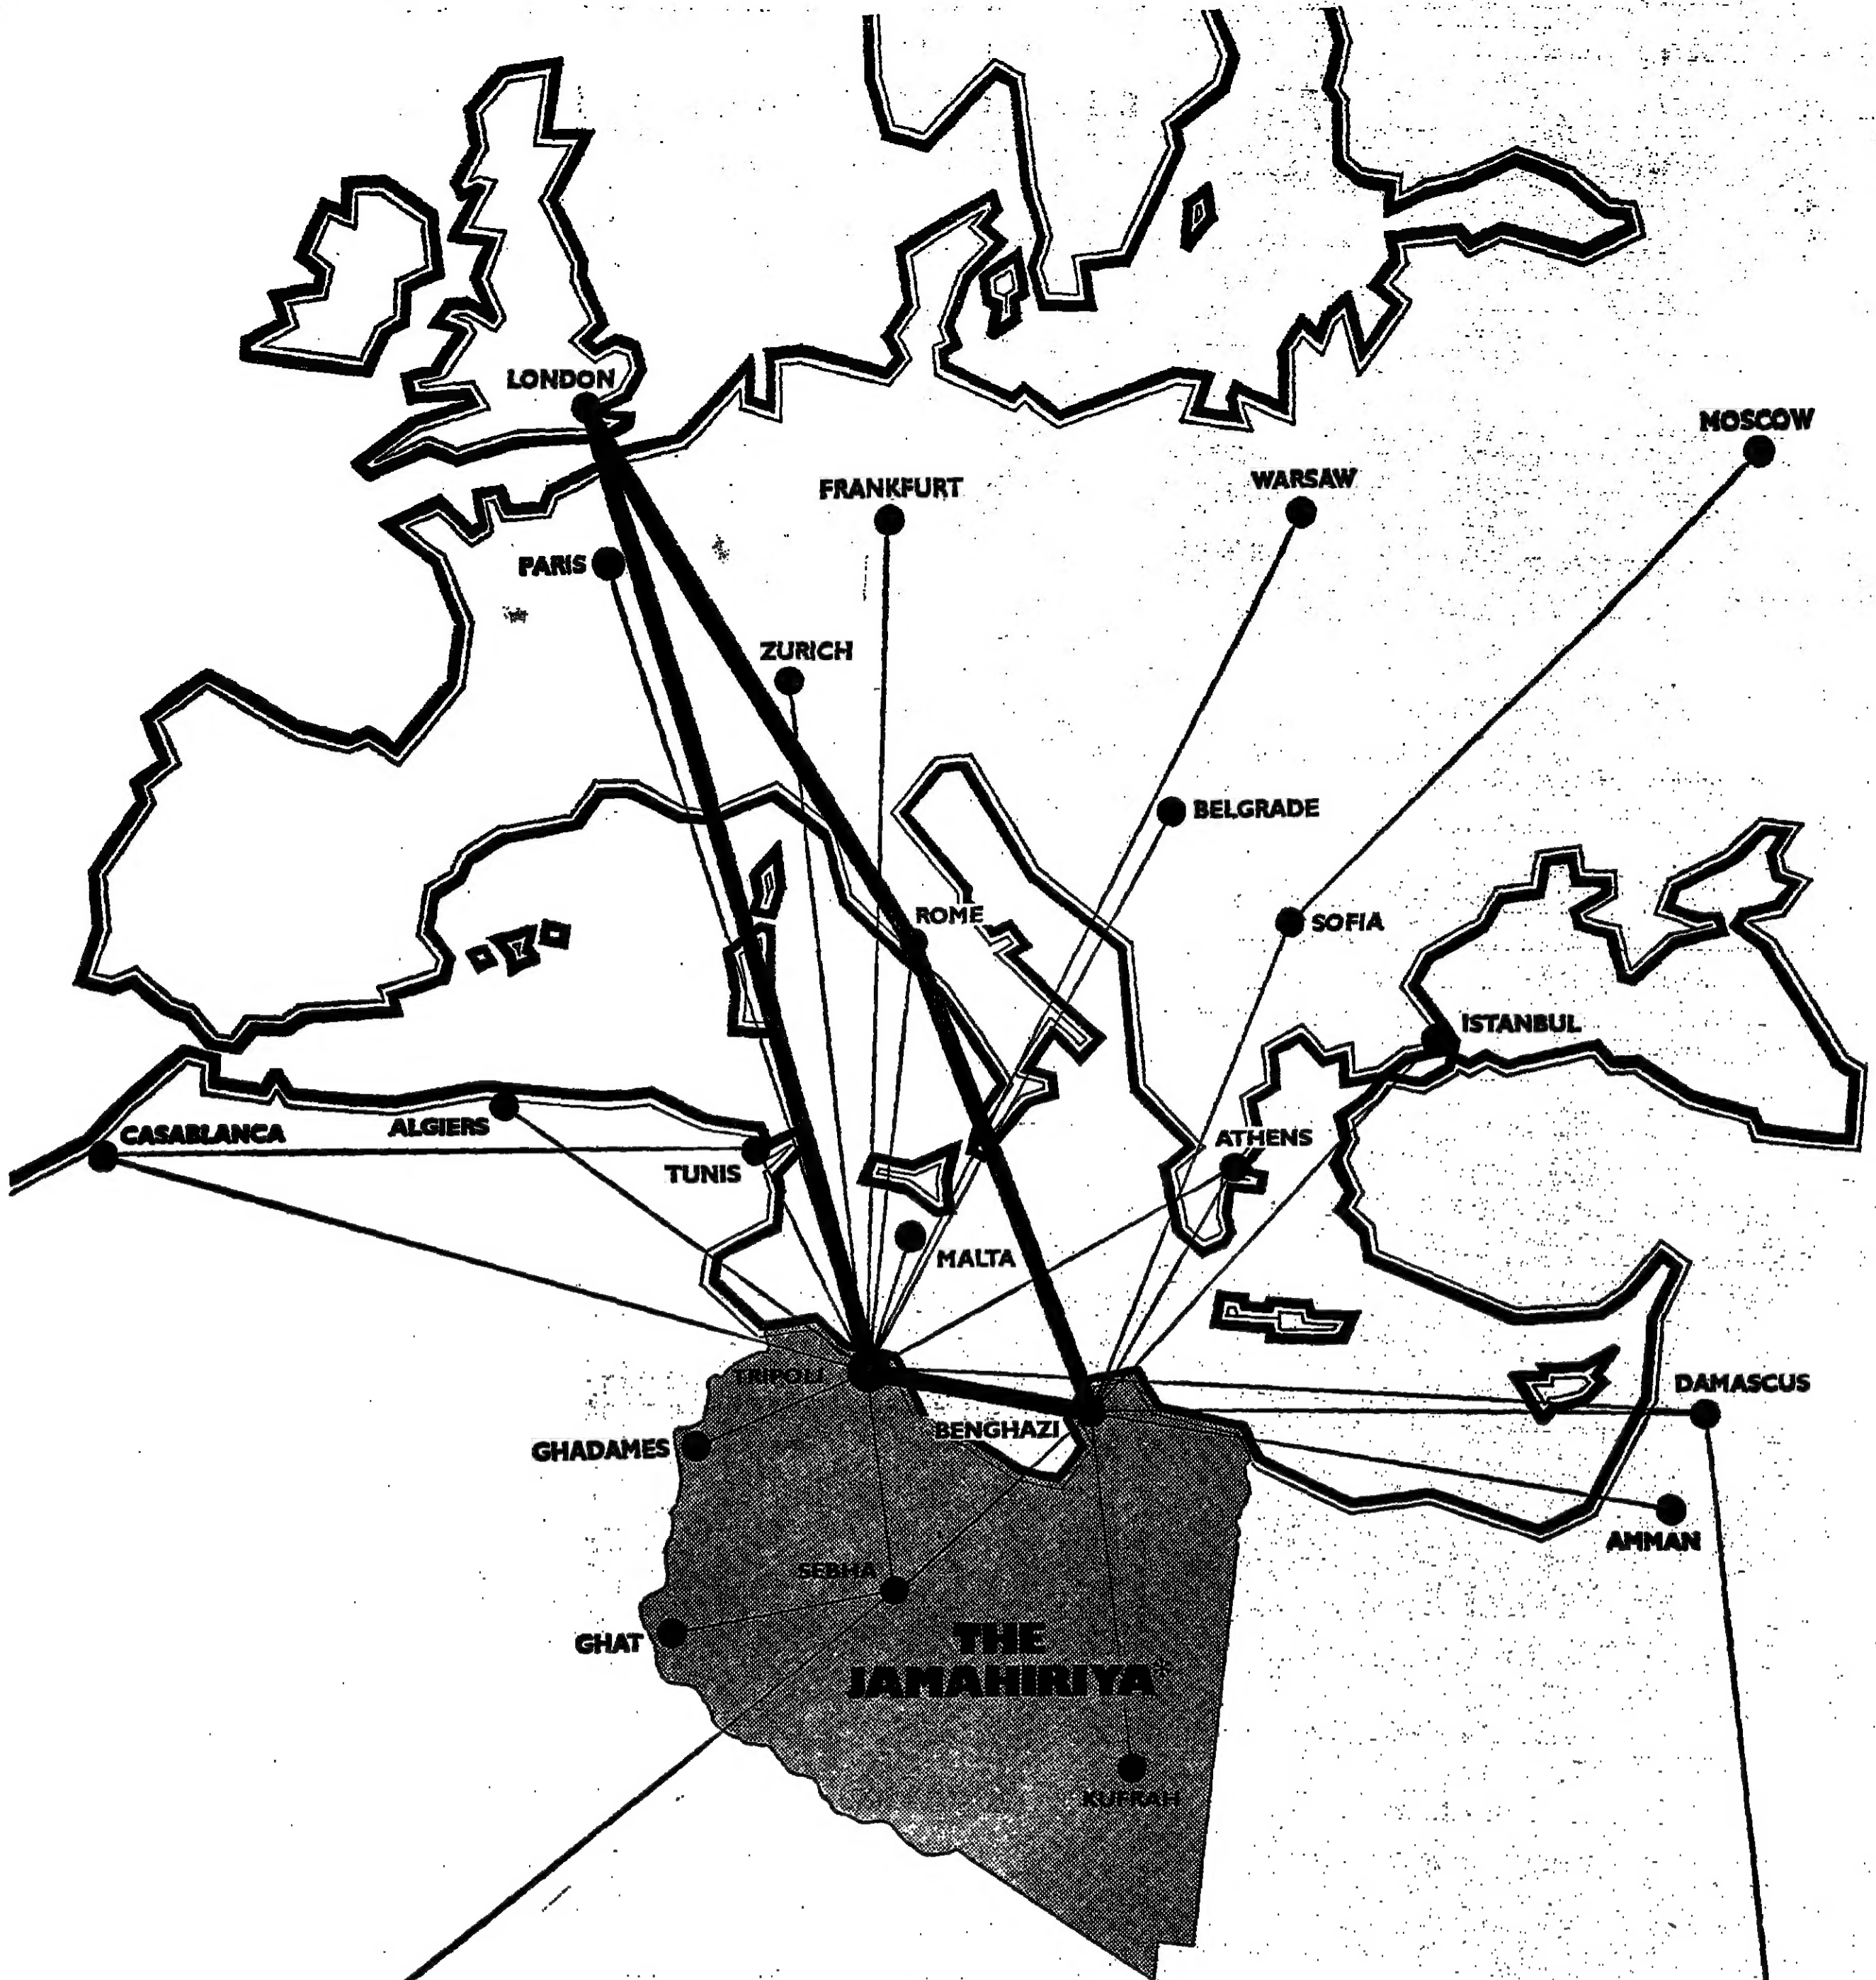 LONDON
MOSCOW
WARSAW
FRANKFURT
PARIS
ZURICH
BELGRADE
ROME
SOFIA
ISTANBUL
CASABLANCA
ALGIERS
ATHENS
TUNIS
MALTA
TRIPOLI
DAMASCUS
BENGHAZI
GHADAMES
AMMAN
SEBHA
GHAT
THE
JAMAHIRIYA*
KUFRAH